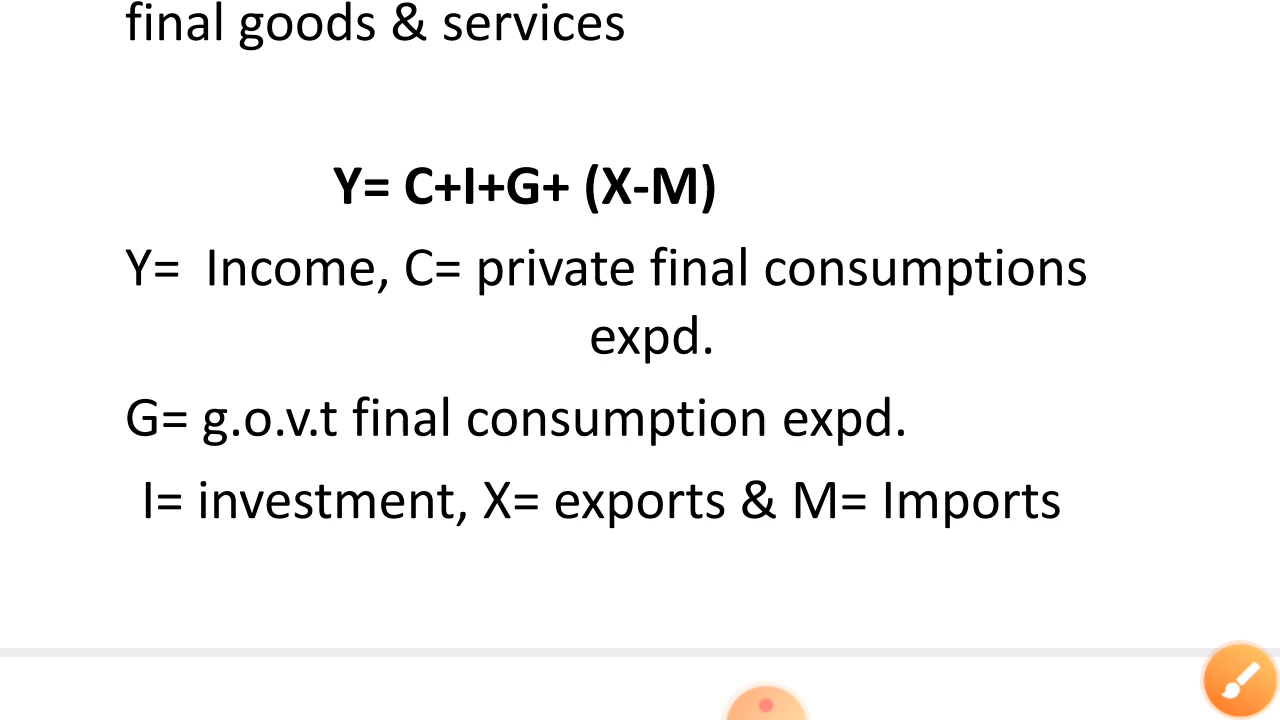 final goods & services
Y= C+I+G+ (X-M)
Y=  Income, C= private final consumptions
expd.
G= g.o.v.t final consumption expd.
I= investment, X= exports & M= Imports